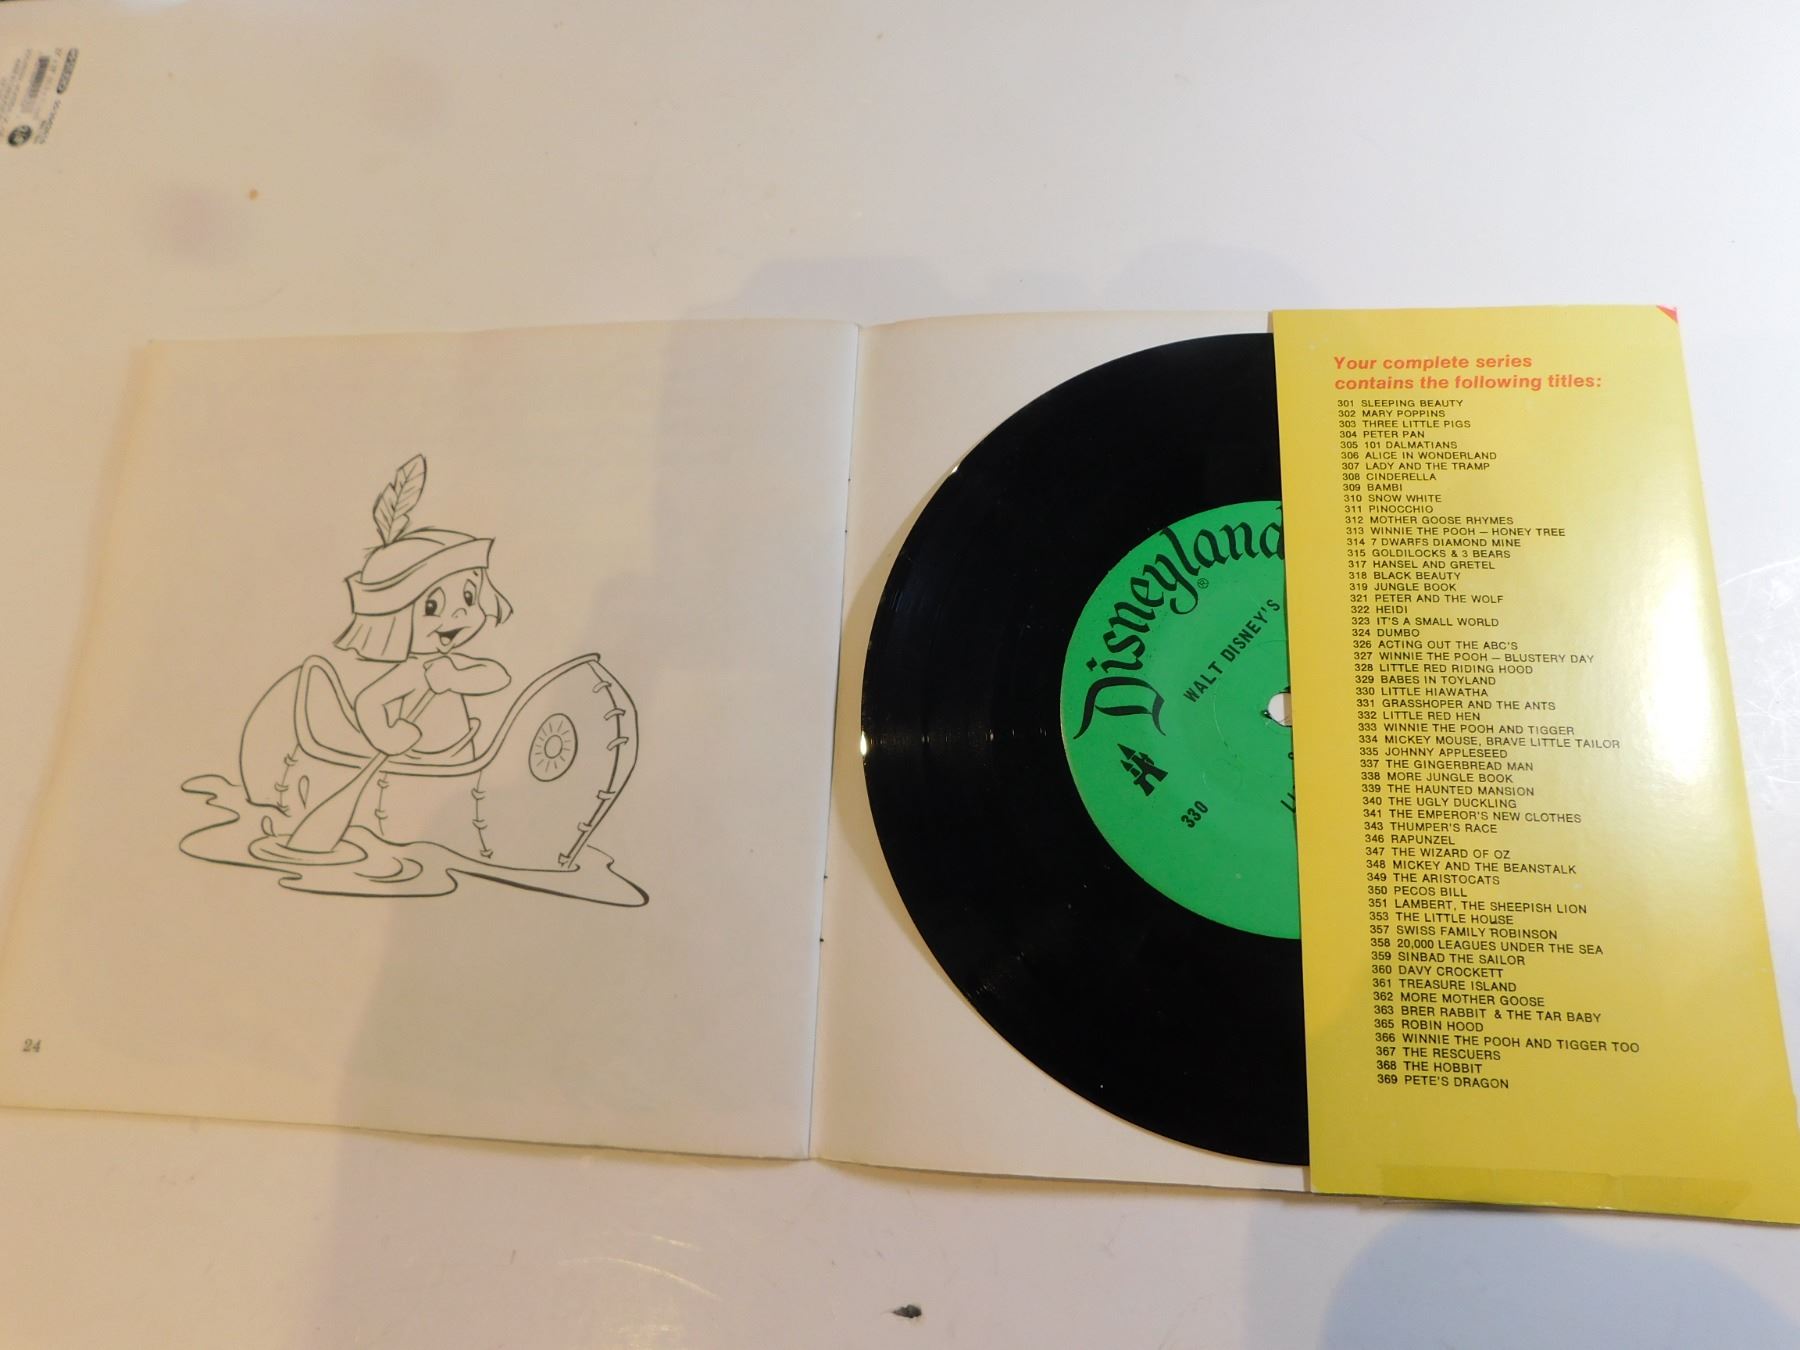 24
Disneyland
®
WALT DISNEY'S
330
Your complete series
contains the following titles:
301 SLEEPING BEAUTY
302 MARY POPPINS
303 THREE LITTLE PIGS
304 PETER PAN
305 101 DALMATIANS
306 ALICE IN WONDERLAND
307 LADY AND THE TRAMP
308 CINDERELLA
309 BAMBI
310 SNOW WHITE
311 PINOCCHIO
312 MOTHER GOOSE RHYMES
313 WINNIE THE POOH – HONEY TREE
314 7 DWARFS DIAMOND MINE
315 GOLDILOCKS & 3 BEARS
317 HANSEL AND GRETEL
318 BLACK BEAUTY
319 JUNGLE BOOK
321 PETER AND THE WOLF
322 HEIDI
323 IT'S A SMALL WORLD
324 DUMBO
326 ACTING OUT THE ABC'S
327 WINNIE THE POOH – BLUSTERY DAY
328 LITTLE RED RIDING HOOD
329 BABES IN TOYLAND
330 LITTLE HIAWATHA
331 GRASSHOPER AND THE ANTS
332 LITTLE RED HEN
333 WINNIE THE POOH AND TIGGER
334 MICKEY MOUSE, BRAVE LITTLE TAILOR
335 JOHNNY APPLESEED
337 THE GINGERBREAD MAN
338 MORE JUNGLE BOOK
339 THE HAUNTED MANSION
340 THE UGLY DUCKLING
341 THE EMPEROR'S NEW CLOTHES
343 THUMPER'S RACE
346 RAPUNZEL
347 THE WIZARD OF OZ
348 MICKEY AND THE BEANSTALK
349 THE ARISTOCATS
350 PECOS BILL
351 LAMBERT, THE SHEEPISH LION
353 THE LITTLE HOUSE
357 SWISS FAMILY ROBINSON
358 20,000 LEAGUES UNDER THE SEA
359 SINBAD THE SAILOR
360 DAVY CROCKETT
361 TREASURE ISLAND
362 MORE MOTHER GOOSE
363 BRER RABBIT & THE TAR BABY
365 ROBIN HOOD
366 WINNIE THE POOH AND TIGGER TOO
367 THE RESCUERS
368 THE HOBBIT
369 PETE'S DRAGON